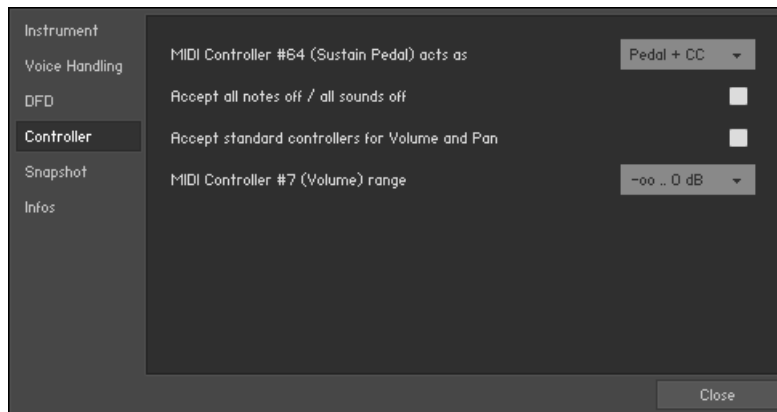 Instrument
Voice Handling
DFD
Controller
Snapshot
Infos
MIDI Controller #64 (Sustain Pedal) acts as
Pedal + CC
Accept all notes off / all sounds off
Accept standard controllers for Volume and Pan
MIDI Controller #7 (Volume) range
-oo .. 0 dB
Close